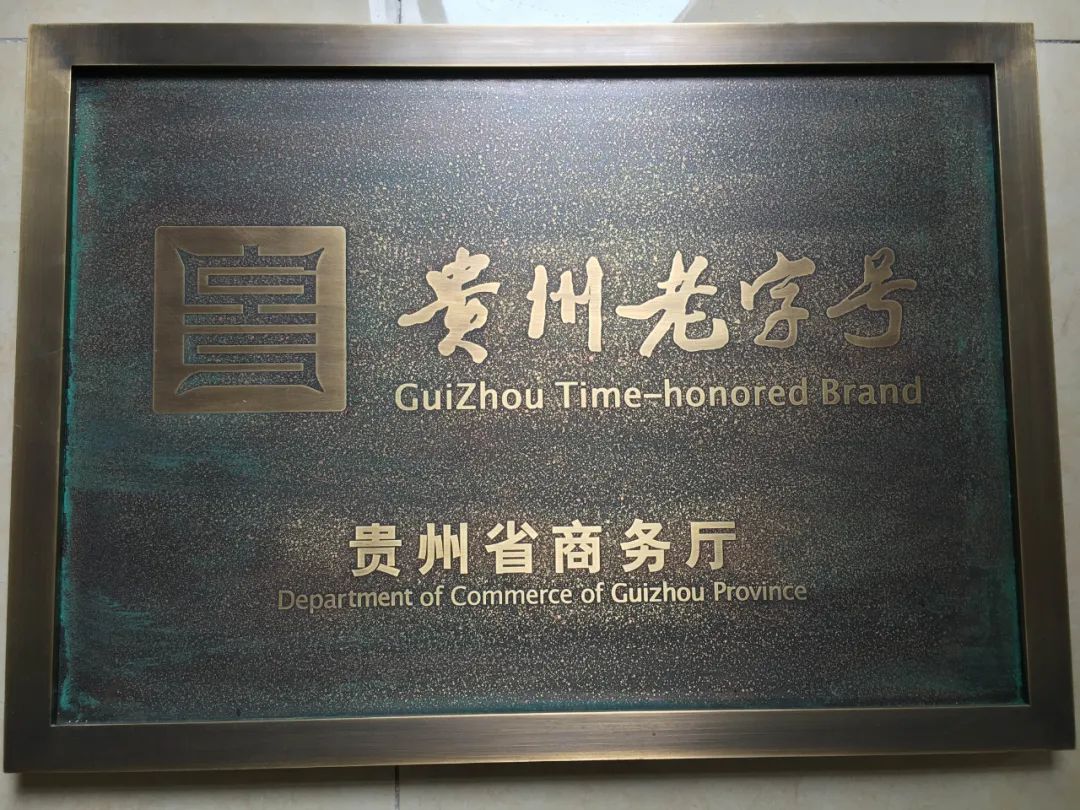 贵州老字号
GuiZhou Time-honored Brand
贵州省商务厅
Department of Commerce of Guizhou Province